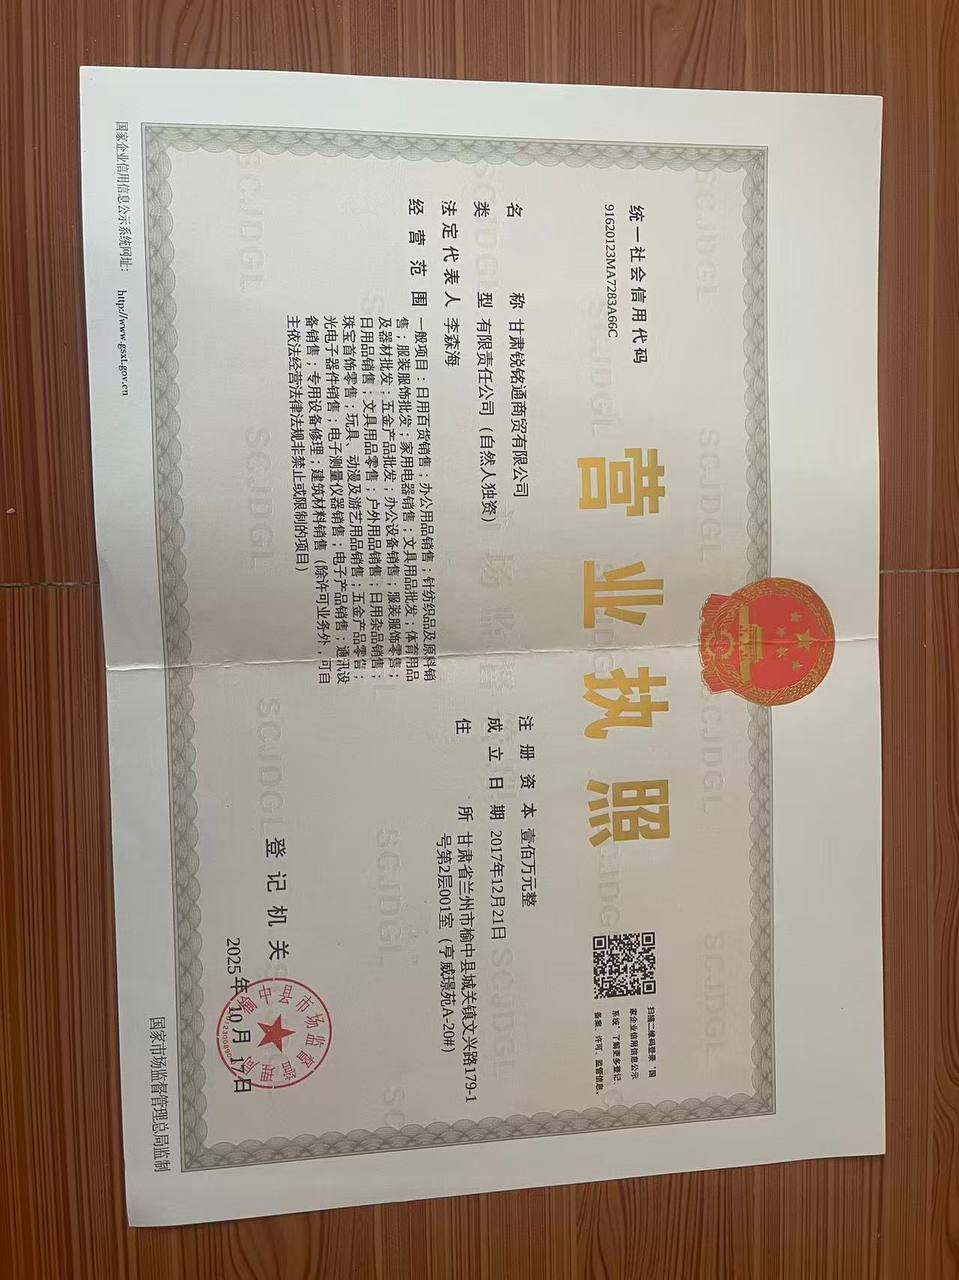 营业执照
统一社会信用代码
91620123MA7283A66C
扫描二维码登录‘国
家企业信用信息公示
系统’了解更多登记、
备案、许可、监管信息。
名称 甘肃锐铭通商贸有限公司
类型 有限责任公司（自然人独资）
法定代表人 李森海
经营范围 一般项目：日用百货销售；办公用品销售；针纺织品及原料销
售；服装服饰批发；家用电器销售；文具用品批发；体育用品
及器材批发；五金产品批发；办公设备销售；服装服饰零售；
日用品销售；文具用品零售；户外用品销售；日用杂品销售；
珠宝首饰零售；玩具、动漫及游艺用品销售；五金产品零售；
光电子器件销售；电子测量仪器销售；电子产品销售；通讯设
备销售；专用设备修理；建筑材料销售（除许可业务外，可自
主依法经营法律法规非禁止或限制的项目）
注册资本 壹佰万元整
成立日期 2017年12月21日
住所 甘肃省兰州市榆中县城关镇文兴路179-1
号第2层001室（亨威璟苑A-20#）
登记机关
榆中县市场监督管理局
2025年10月17日
国家企业信用信息公示系统网址： http://www.gsxt.gov.cn
国家市场监督管理总局监制